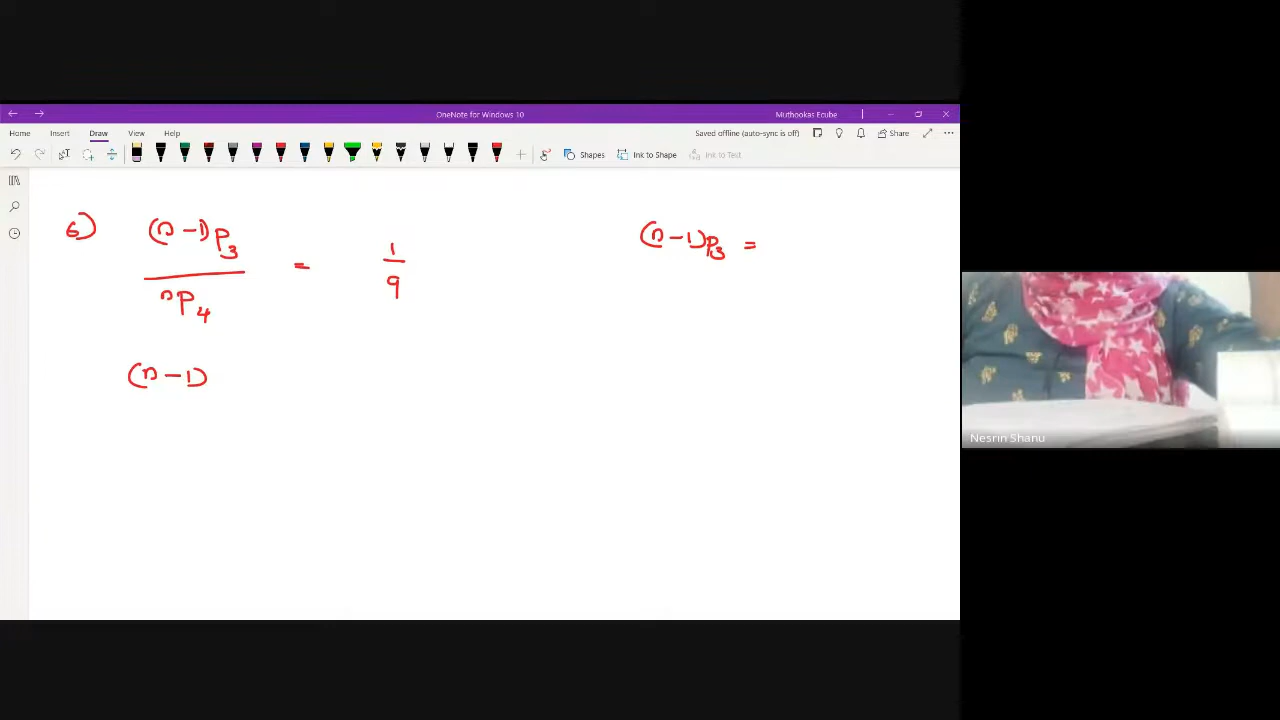 OneNote for Windows 10
Muthookas Ecube
Home Insert Draw View Help
Saved offline (auto-sync is off)
Share
Shapes
Ink to Shape
Ink to Text
6) (n-1)P3 / nP4 = 1/9
(n-1)P3 =
(n-1)
Nesrin Shanu